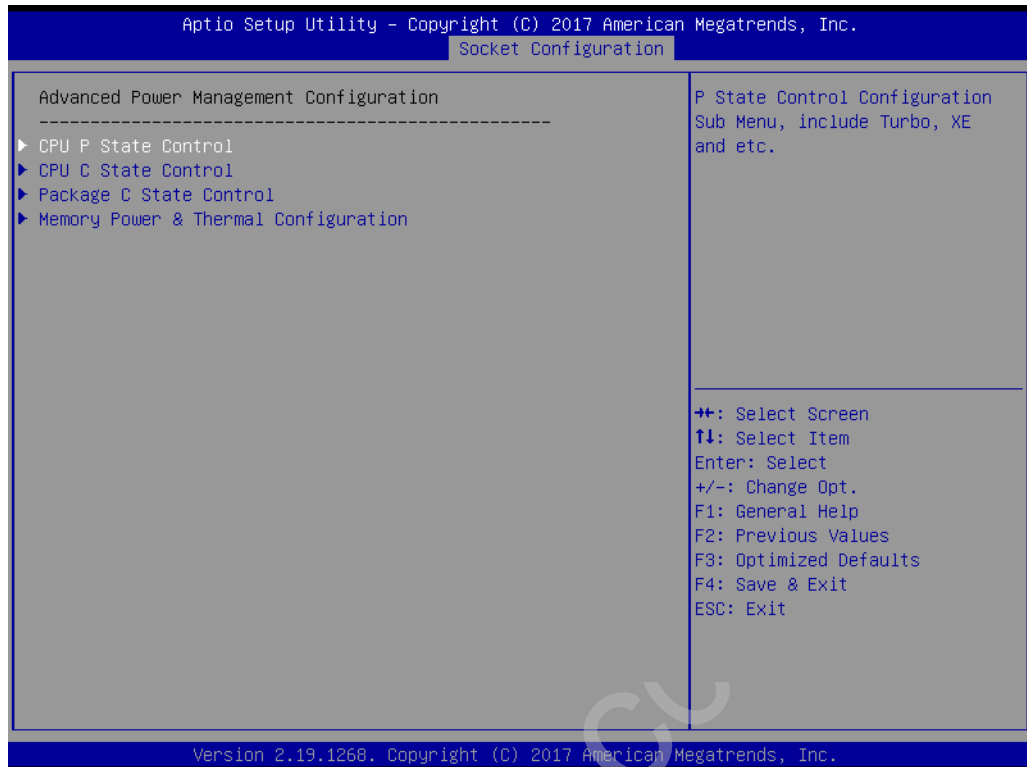 Aptio Setup Utility – Copyright (C) 2017 American Megatrends, Inc.
Socket Configuration
Advanced Power Management Configuration
--------------------------------------------------
▶ CPU P State Control
▶ CPU C State Control
▶ Package C State Control
▶ Memory Power & Thermal Configuration
P State Control Configuration
Sub Menu, include Turbo, XE
and etc.
→←: Select Screen
↑↓: Select Item
Enter: Select
+/-: Change Opt.
F1: General Help
F2: Previous Values
F3: Optimized Defaults
F4: Save & Exit
ESC: Exit
Version 2.19.1268. Copyright (C) 2017 American Megatrends, Inc.